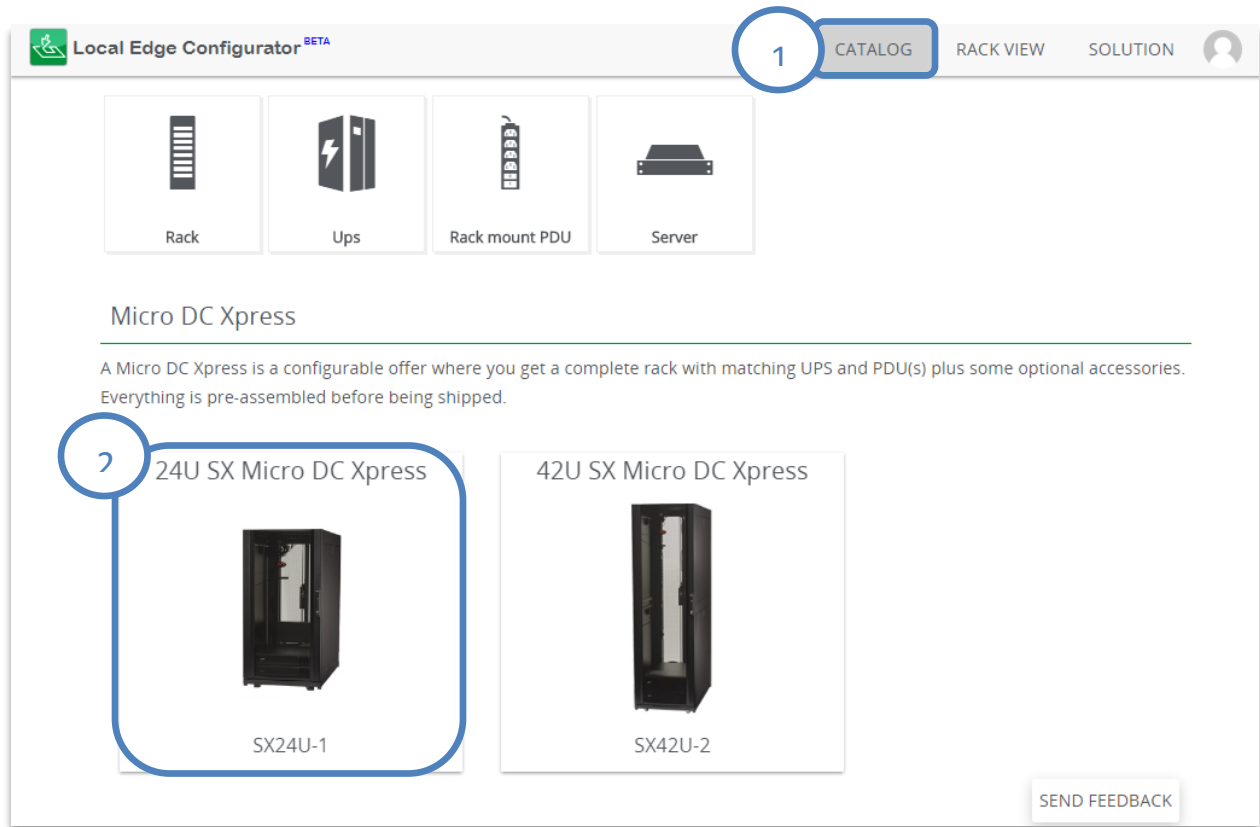 Local Edge Configurator BETA
1
CATALOG
RACK VIEW
SOLUTION
Rack
Ups
Rack mount PDU
Server
Micro DC Xpress
A Micro DC Xpress is a configurable offer where you get a complete rack with matching UPS and PDU(s) plus some optional accessories.
Everything is pre-assembled before being shipped.
2
24U SX Micro DC Xpress
SX24U-1
42U SX Micro DC Xpress
SX42U-2
SEND FEEDBACK